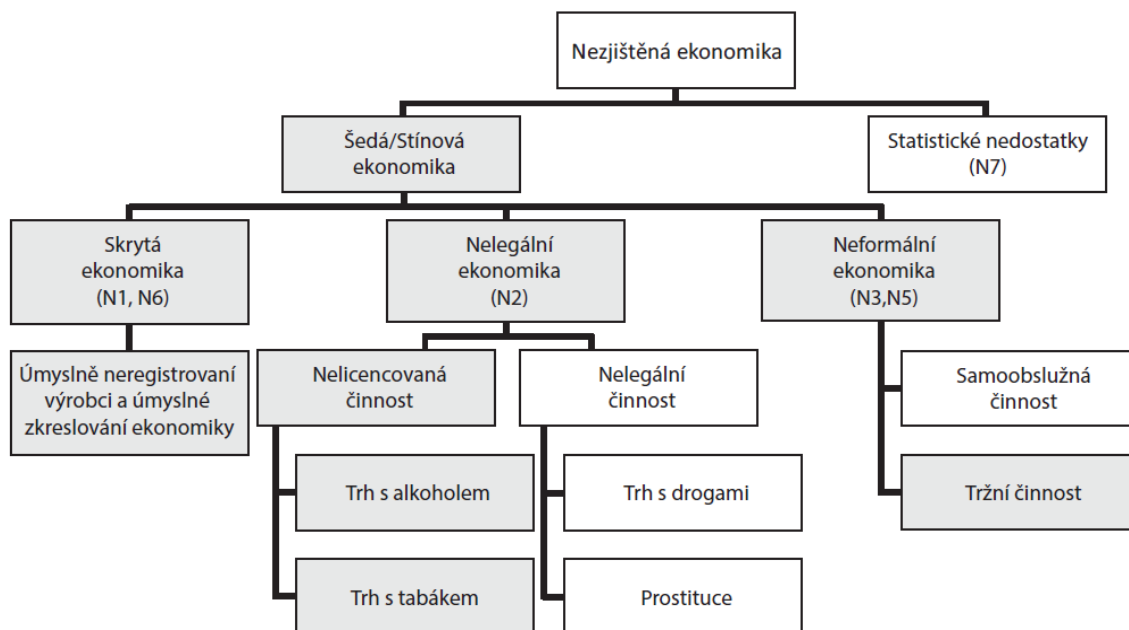 Nezjištěná ekonomika
Šedá/Stínová
ekonomika
Statistické nedostatky
(N7)
Skrytá
ekonomika
(N1, N6)
Nelegální
ekonomika
(N2)
Neformální
ekonomika
(N3,N5)
Úmyslně neregistrovaní
výrobci a úmyslné
zkreslování ekonomiky
Nelicencovaná
činnost
Nelegální
činnost
Samoobslužná
činnost
Trh s alkoholem
Trh s drogami
Tržní činnost
Trh s tabákem
Prostituce